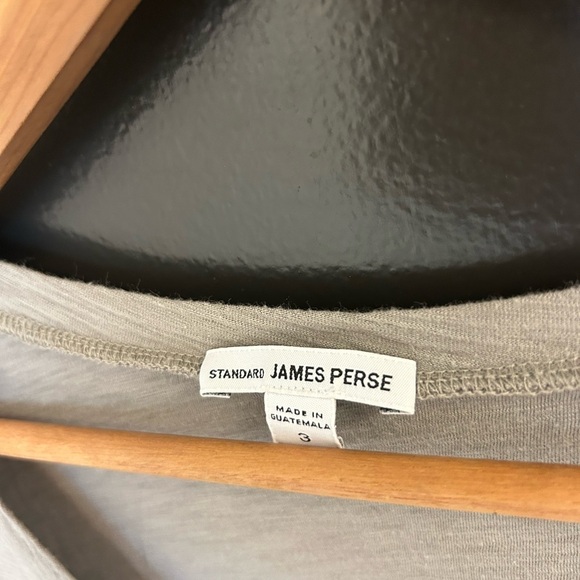 STANDARD JAMES PERSE
MADE IN
GUATEMALA
3